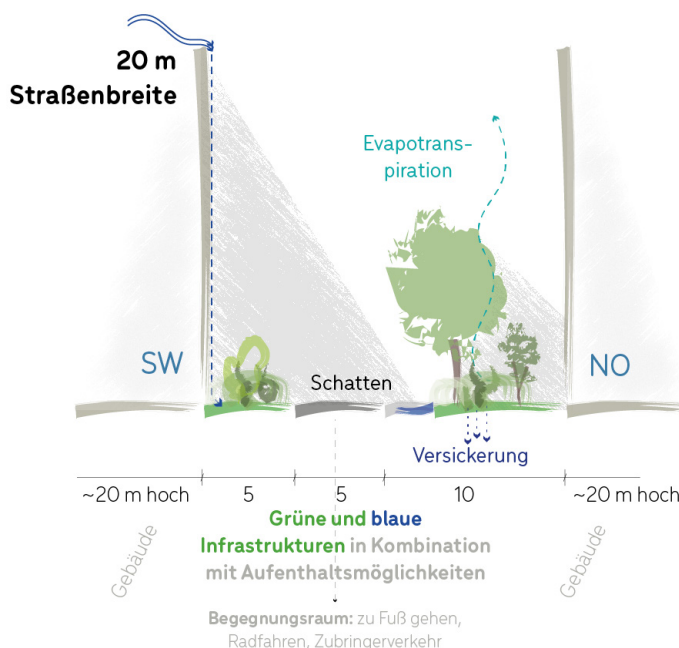 20 m
Straßenbreite
Evapotrans-
piration
SW
Schatten
NO
Versickerung
~20 m hoch
5
5
10
~20 m hoch
Gebäude
Grüne und blaue
Infrastrukturen in Kombination
mit Aufenthaltsmöglichkeiten
Gebäude
Begegnungsraum: zu Fuß gehen,
Radfahren, Zubringerverkehr